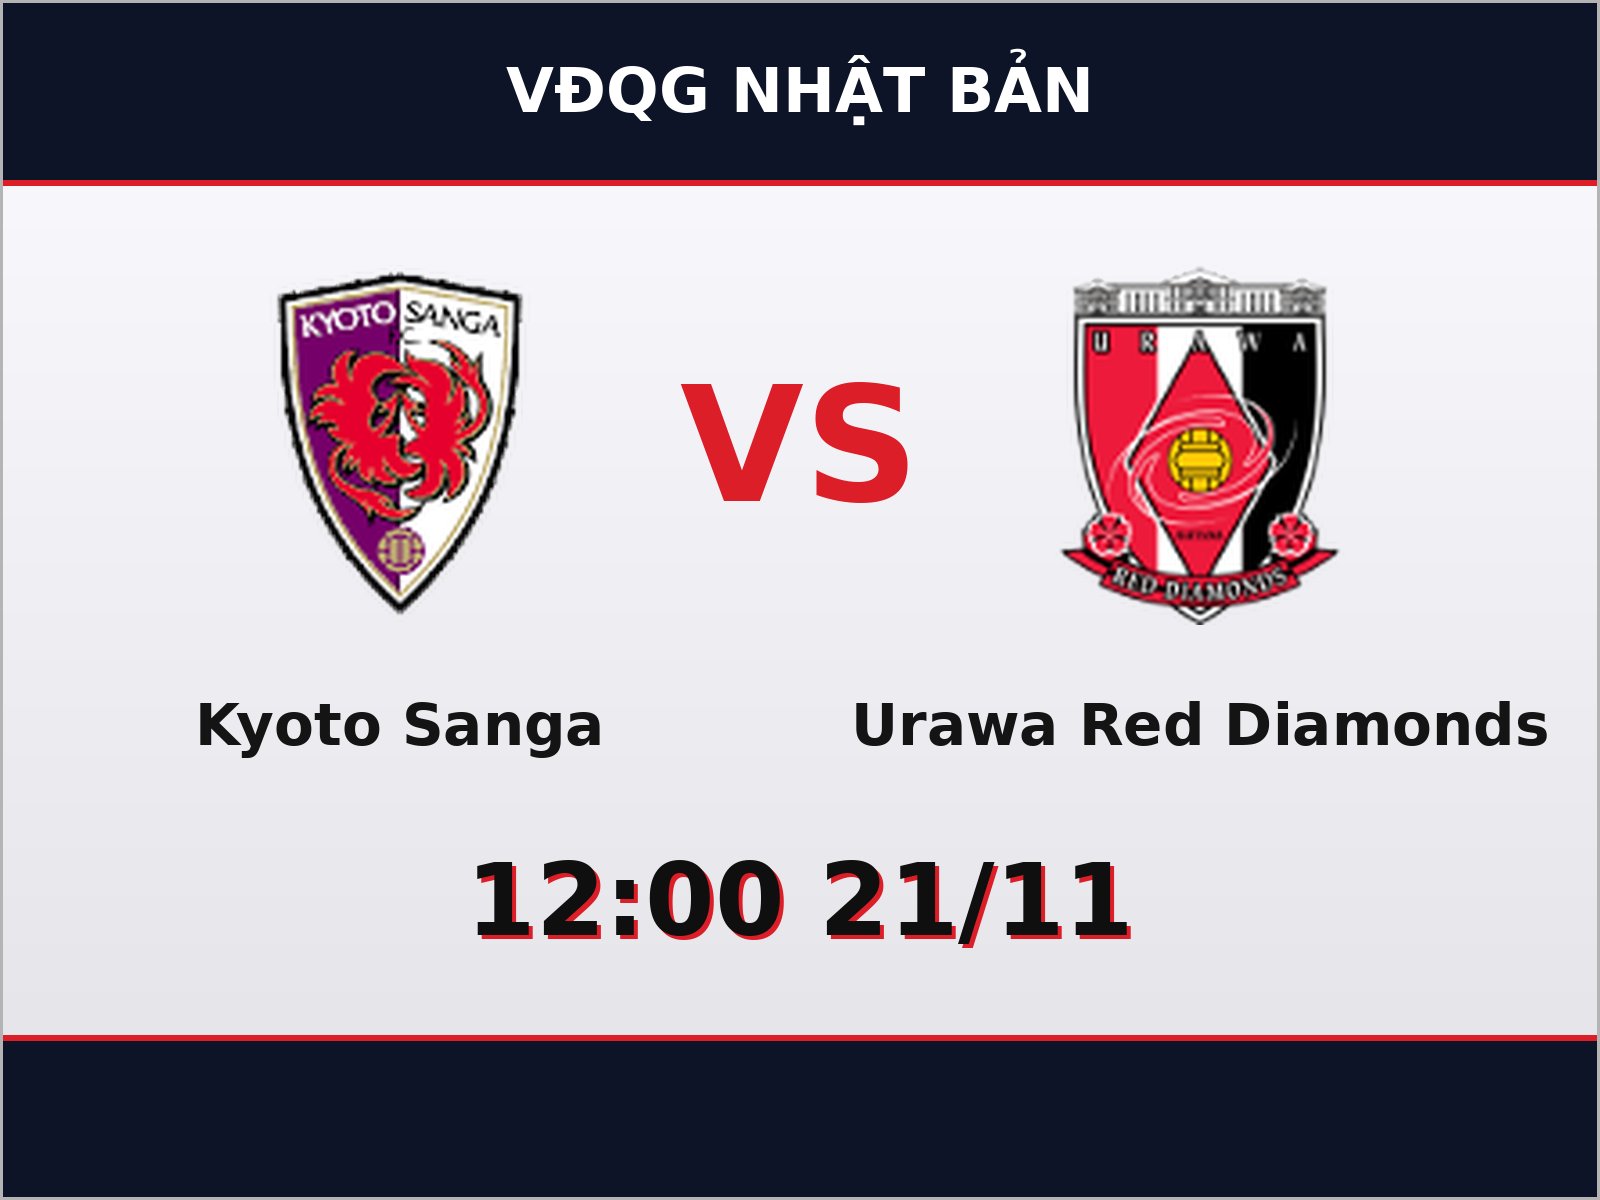 VĐQG NHẬT BẢN
KYOTO SANGA
URAWA
VS
RED DIAMONDS
Kyoto Sanga
Urawa Red Diamonds
12:00 21/11